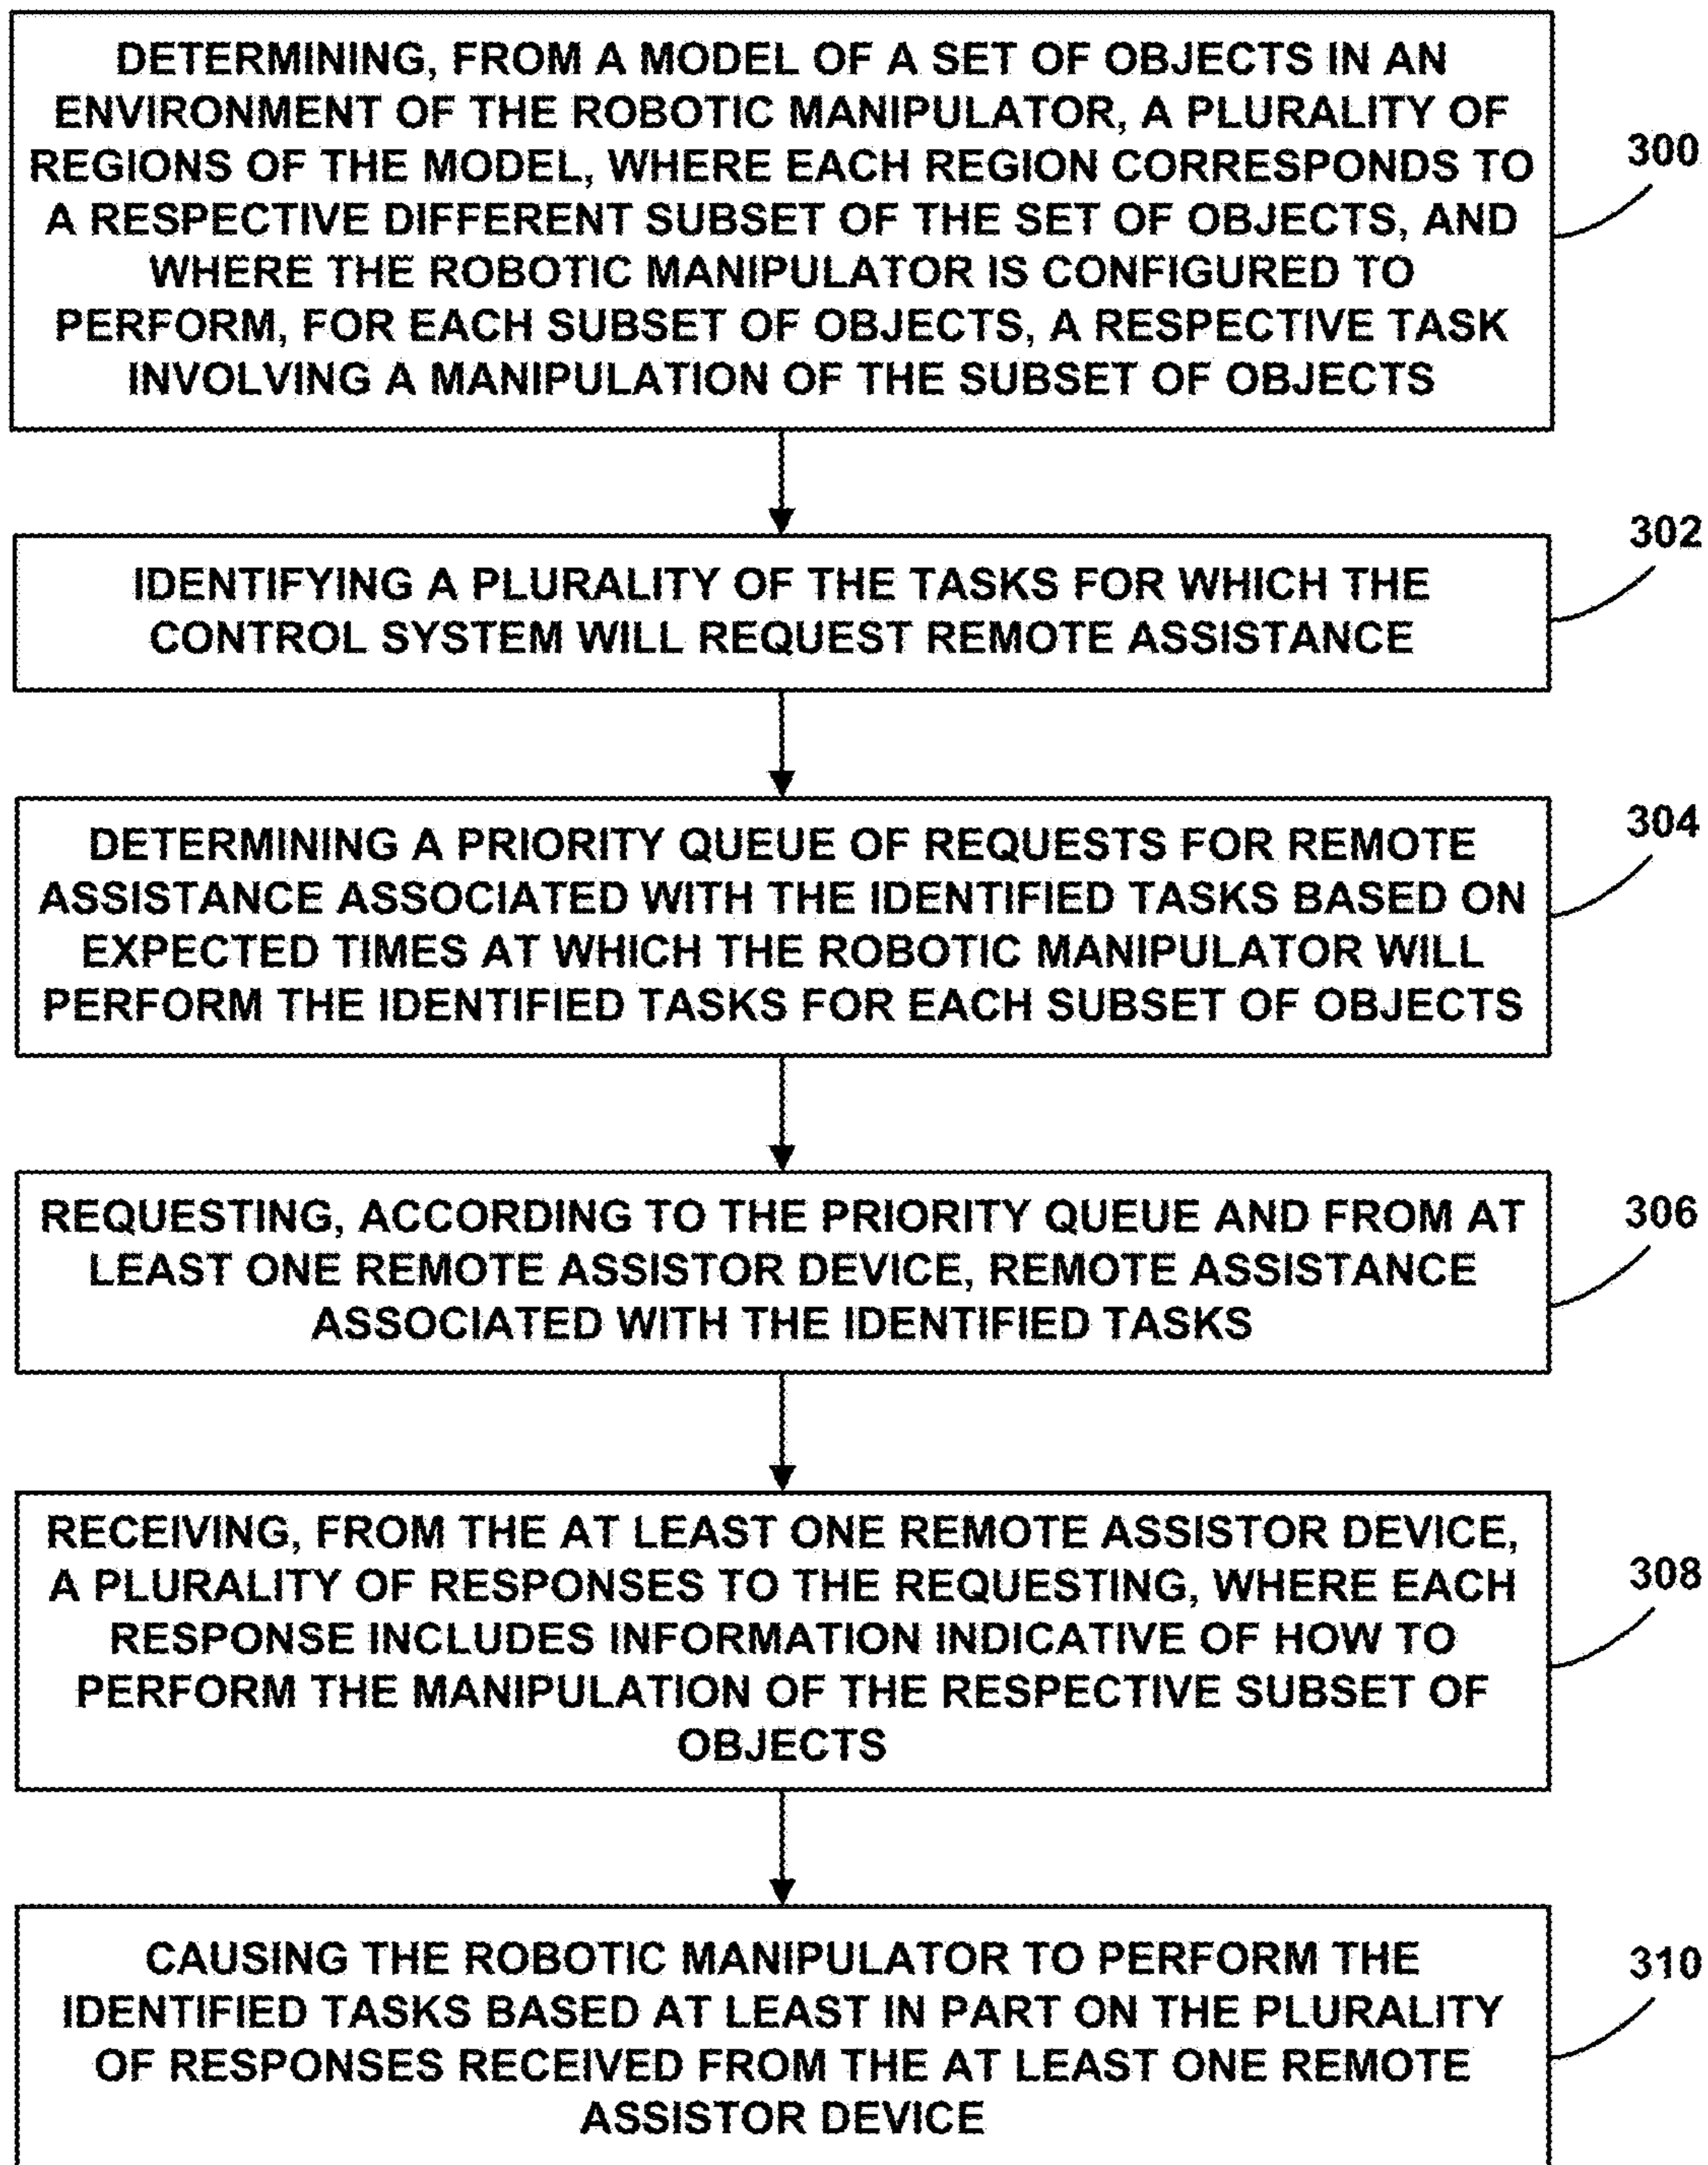 DETERMINING, FROM A MODEL OF A SET OF OBJECTS IN AN
ENVIRONMENT OF THE ROBOTIC MANIPULATOR, A PLURALITY OF
REGIONS OF THE MODEL, WHERE EACH REGION CORRESPONDS TO
A RESPECTIVE DIFFERENT SUBSET OF THE SET OF OBJECTS, AND
WHERE THE ROBOTIC MANIPULATOR IS CONFIGURED TO
PERFORM, FOR EACH SUBSET OF OBJECTS, A RESPECTIVE TASK
INVOLVING A MANIPULATION OF THE SUBSET OF OBJECTS
300
IDENTIFYING A PLURALITY OF THE TASKS FOR WHICH THE
CONTROL SYSTEM WILL REQUEST REMOTE ASSISTANCE
302
DETERMINING A PRIORITY QUEUE OF REQUESTS FOR REMOTE
ASSISTANCE ASSOCIATED WITH THE IDENTIFIED TASKS BASED ON
EXPECTED TIMES AT WHICH THE ROBOTIC MANIPULATOR WILL
PERFORM THE IDENTIFIED TASKS FOR EACH SUBSET OF OBJECTS
304
REQUESTING, ACCORDING TO THE PRIORITY QUEUE AND FROM AT
LEAST ONE REMOTE ASSISTOR DEVICE, REMOTE ASSISTANCE
ASSOCIATED WITH THE IDENTIFIED TASKS
306
RECEIVING, FROM THE AT LEAST ONE REMOTE ASSISTOR DEVICE,
A PLURALITY OF RESPONSES TO THE REQUESTING, WHERE EACH
RESPONSE INCLUDES INFORMATION INDICATIVE OF HOW TO
PERFORM THE MANIPULATION OF THE RESPECTIVE SUBSET OF
OBJECTS
308
CAUSING THE ROBOTIC MANIPULATOR TO PERFORM THE
IDENTIFIED TASKS BASED AT LEAST IN PART ON THE PLURALITY
OF RESPONSES RECEIVED FROM THE AT LEAST ONE REMOTE
ASSISTOR DEVICE
310